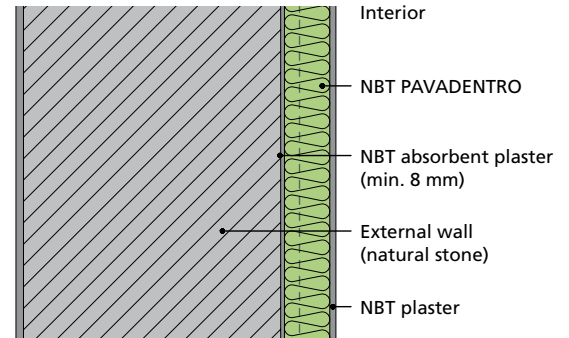 Interior
NBT PAVADENTRO
NBT absorbent plaster
(min. 8 mm)
External wall
(natural stone)
NBT plaster